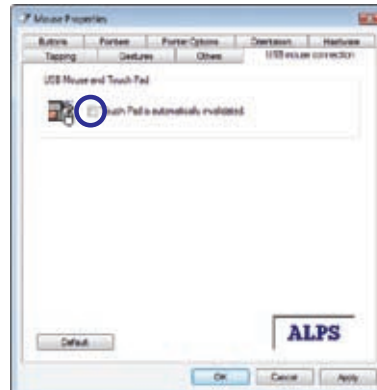 Mouse Properties
Buttons Pointers Pointer Options Orientation Hardware
Tapping Gestures Others USB mouse connection
USB Mouse and Touch Pad
Touch Pad is automatically invalidated.
ALPS
Default
OK Cancel Apply